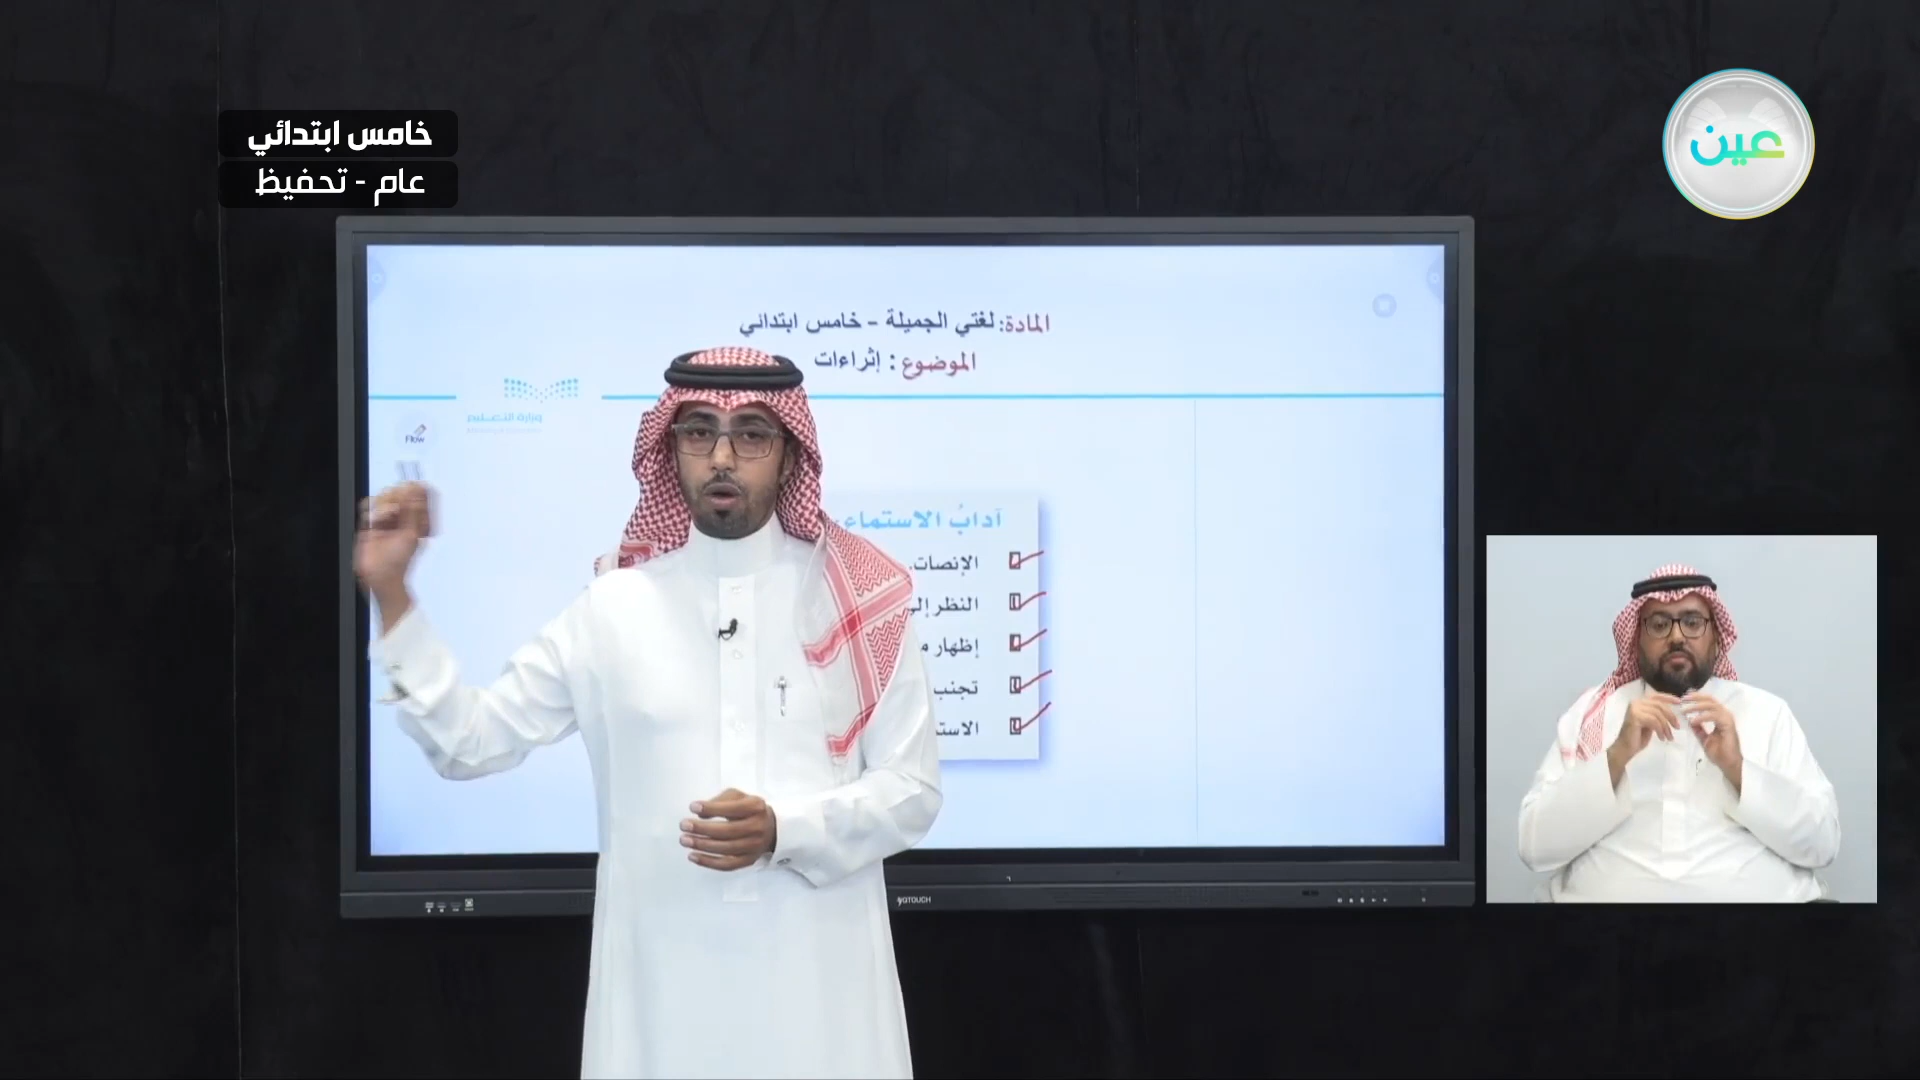 خامس ابتدائي
عام - تحفيظ
عين
المادة: لغتي الجميلة - خامس ابتدائي
الموضوع : إثراءات
وزارة التعليم
Flow
آدابُ الاستماع
الإنصات.
النظر إلى
إظهار
تجنب